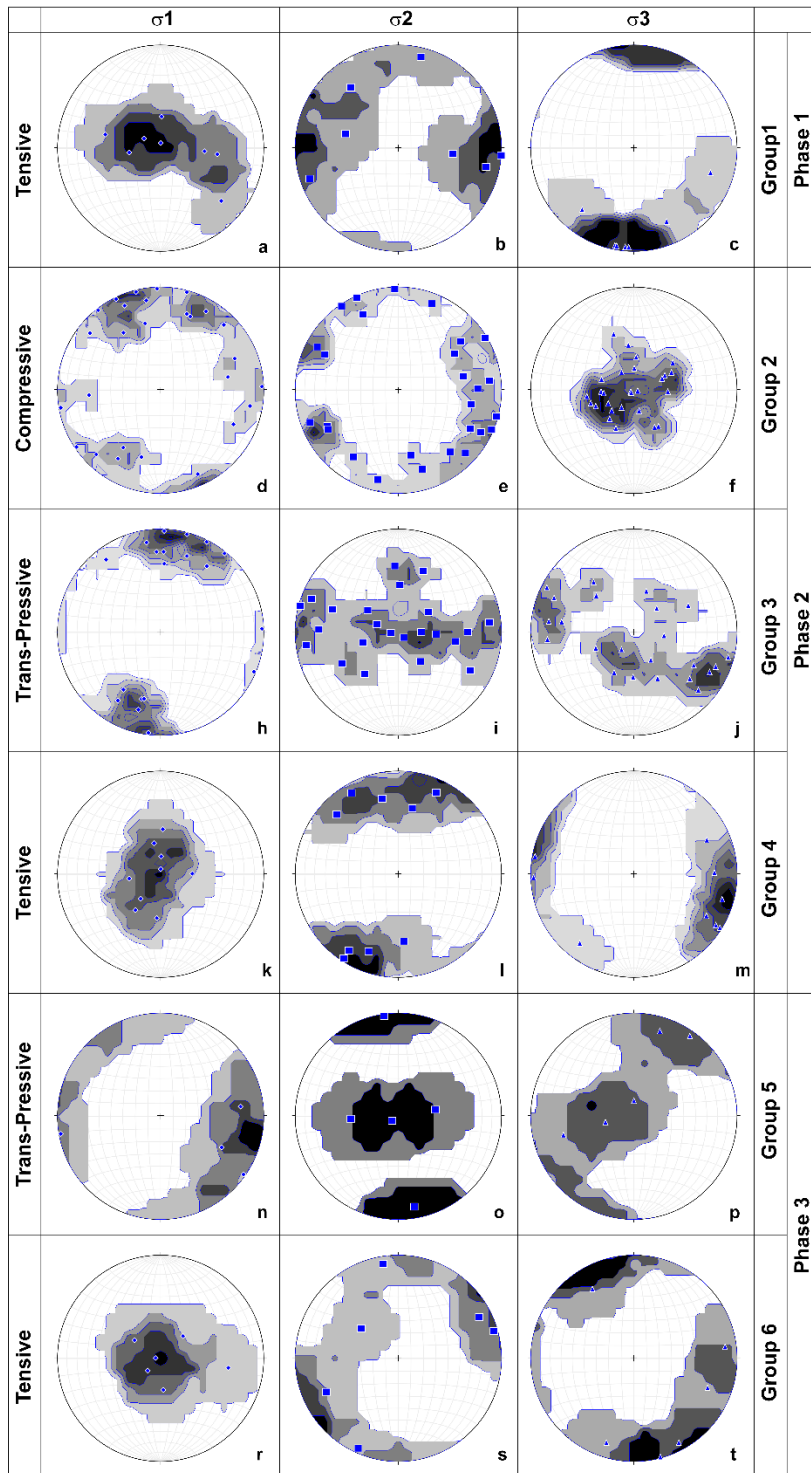 σ1 σ2 σ3
Tensive a b c Group1 Phase 1
Compressive d e f Group 2
Trans-Pressive h i j Group 3 Phase 2
Tensive k l m Group 4
Trans-Pressive n o p Group 5 Phase 3
Tensive r s t Group 6